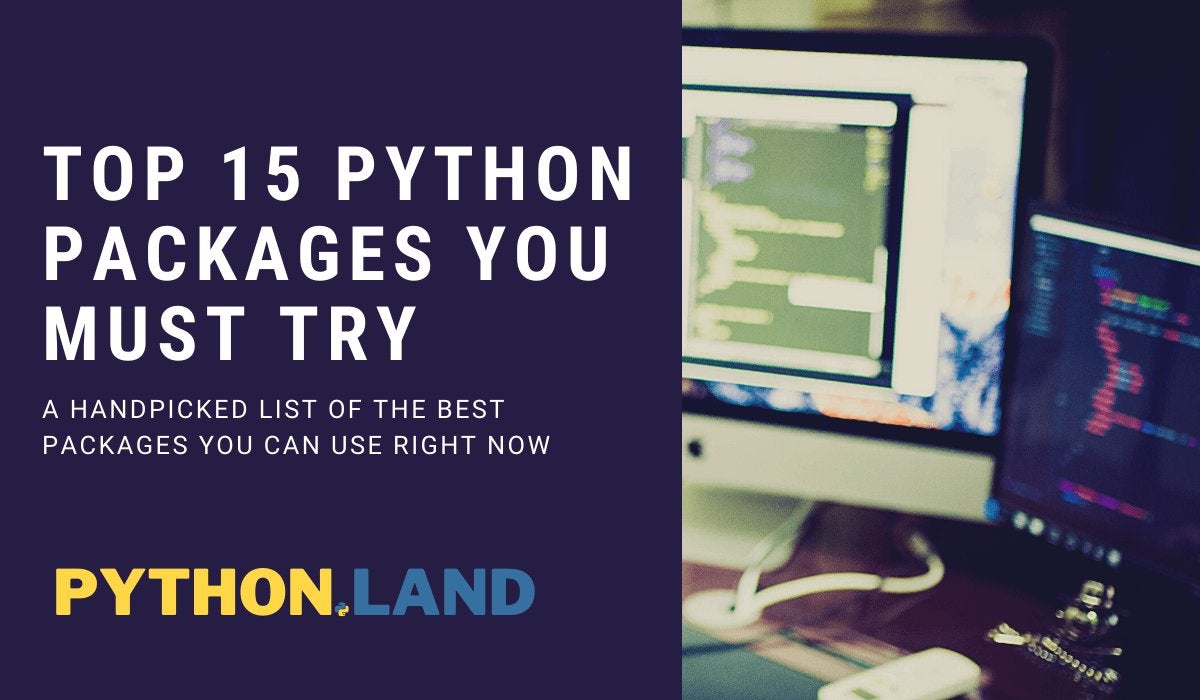 TOP 15 PYTHON
PACKAGES YOU
MUST TRY
A HANDPICKED LIST OF THE BEST
PACKAGES YOU CAN USE RIGHT NOW
PYTHON.LAND